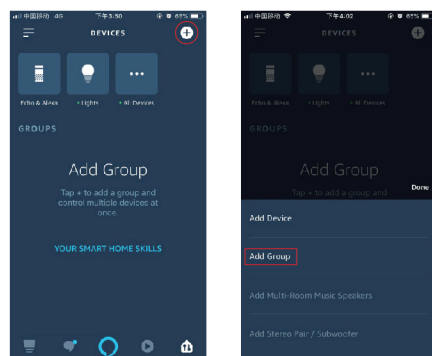 中国移动 4G 下午3:50 65%
DEVICES
Echo & Alexa Lights All Devices
GROUPS
Add Group
Tap + to add a group and
control multiple devices at
once.
YOUR SMART HOME SKILLS
中国移动 下午4:02 65%
DEVICES
Echo & Alexa Lights All Devices
GROUPS
Add Group
Tap + to add a group and
Done
Add Device
Add Group
Add Multi-Room Music Speakers
Add Stereo Pair / Subwoofer